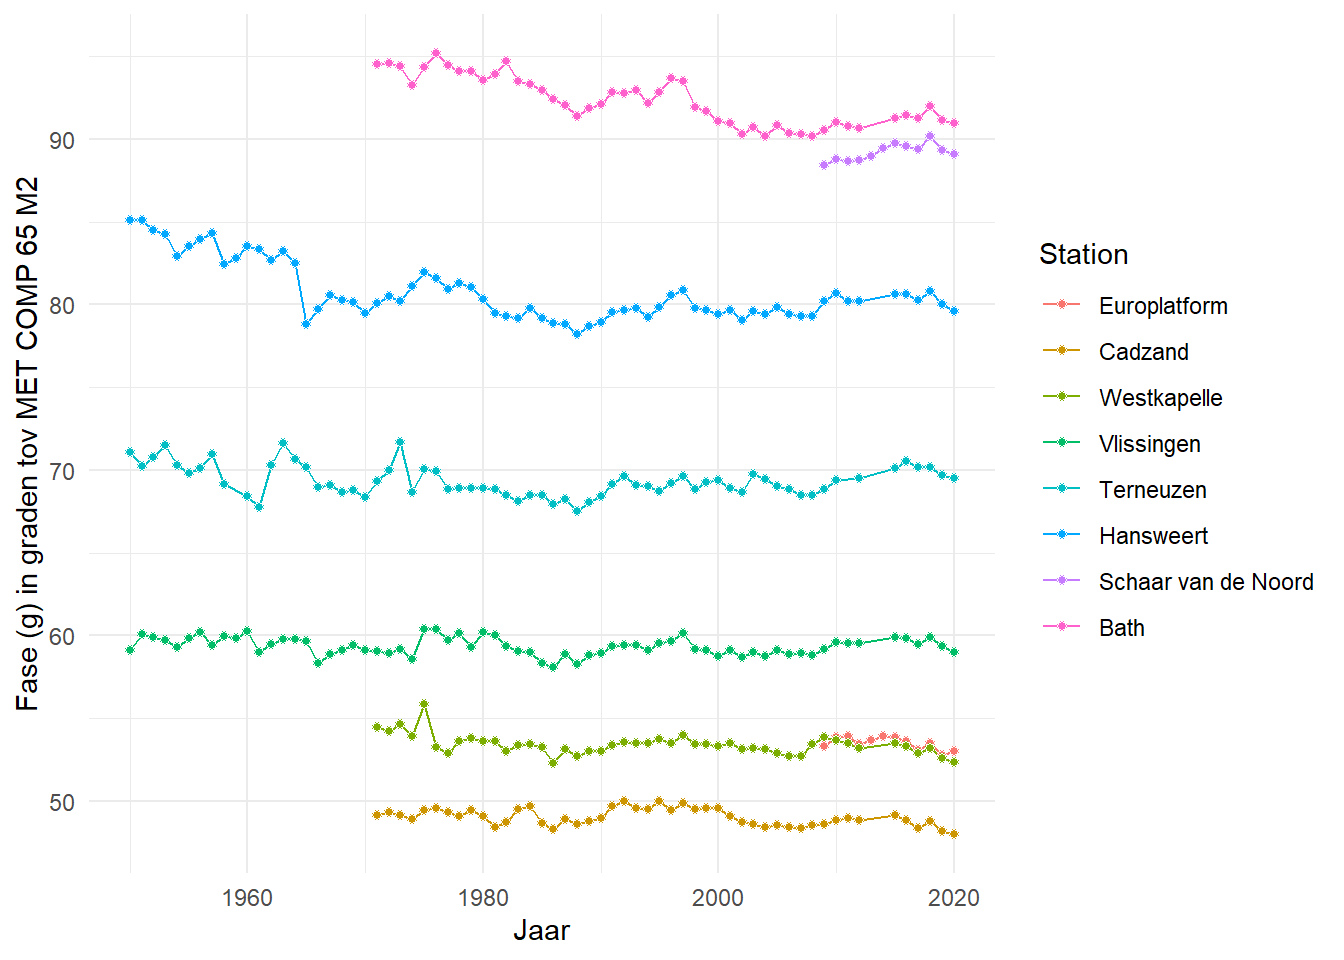 Fase (g) in graden tov MET COMP 65 M2
90
80
70
60
50
1960
1980
2000
2020
Jaar
Station
Europlatform
Cadzand
Westkapelle
Vlissingen
Terneuzen
Hansweert
Schaar van de Noord
Bath